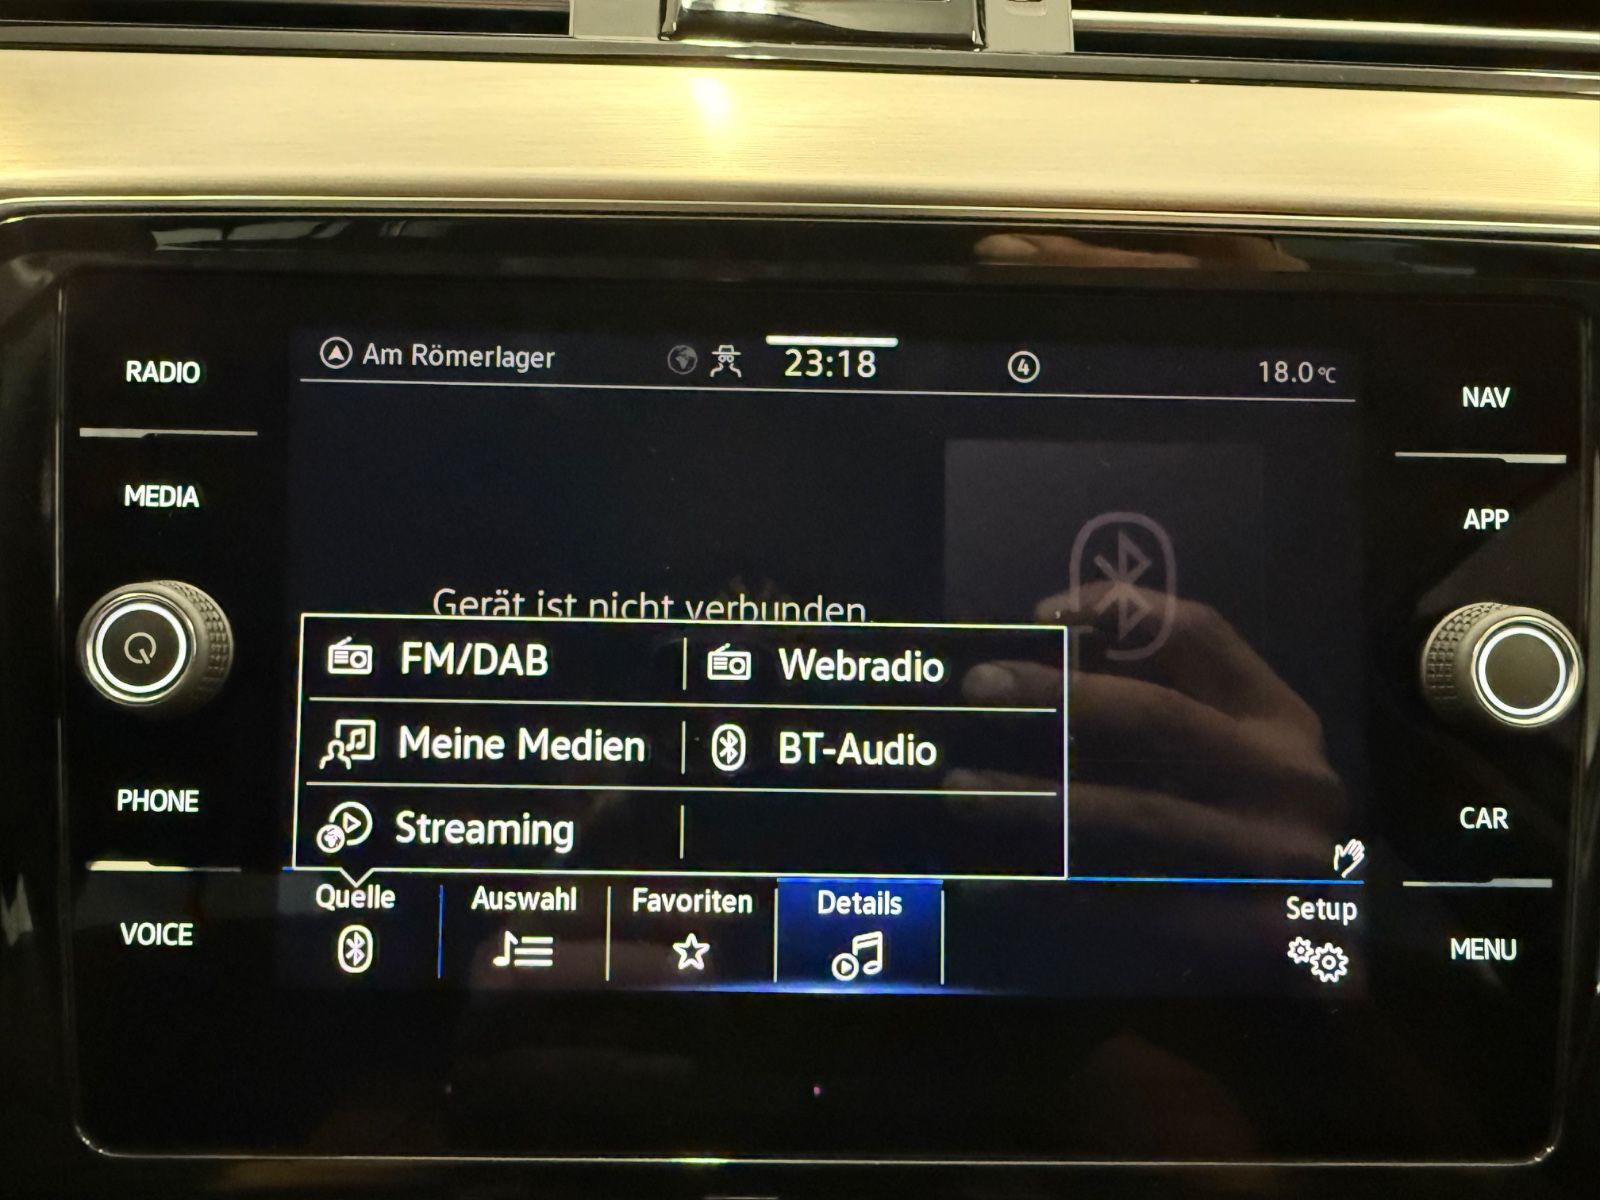 RADIO
MEDIA
PHONE
VOICE
Am Römerlager
23:18
4
18.0 °C
Gerät ist nicht verbunden.
FM/DAB
Webradio
Meine Medien
BT-Audio
Streaming
Quelle
Auswahl
Favoriten
Details
Setup
NAV
APP
CAR
MENU